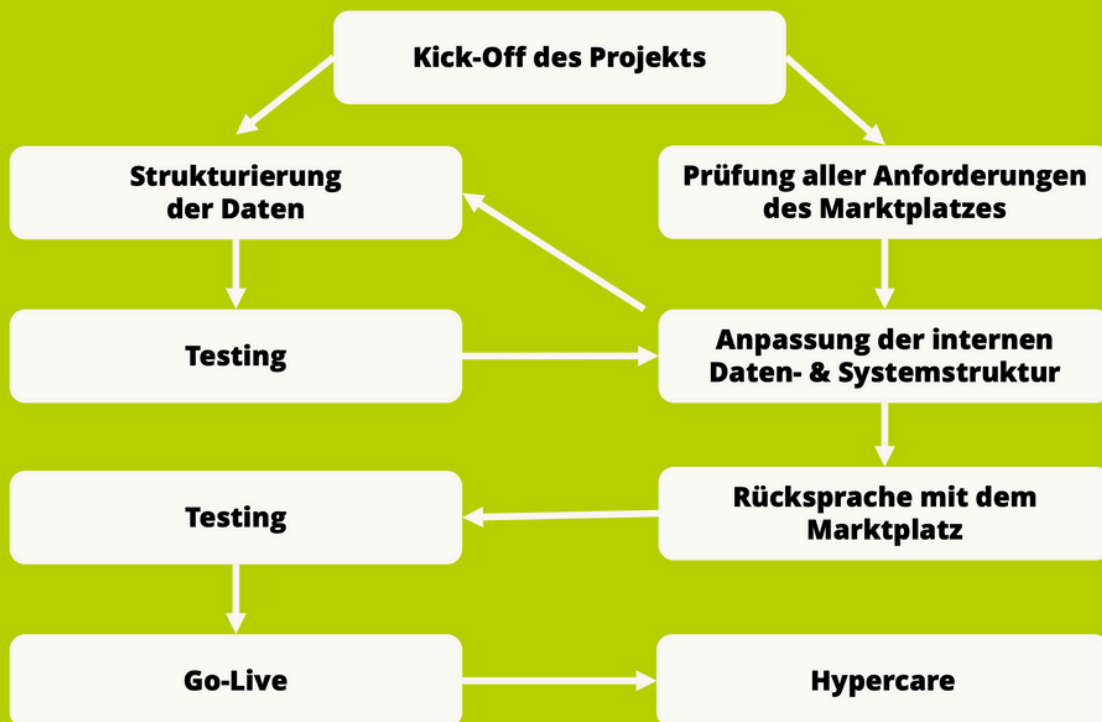 Kick-Off des Projekts
Strukturierung
der Daten
Prüfung aller Anforderungen
des Marktplatzes
Testing
Anpassung der internen
Daten- & Systemstruktur
Testing
Rücksprache mit dem
Marktplatz
Go-Live
Hypercare